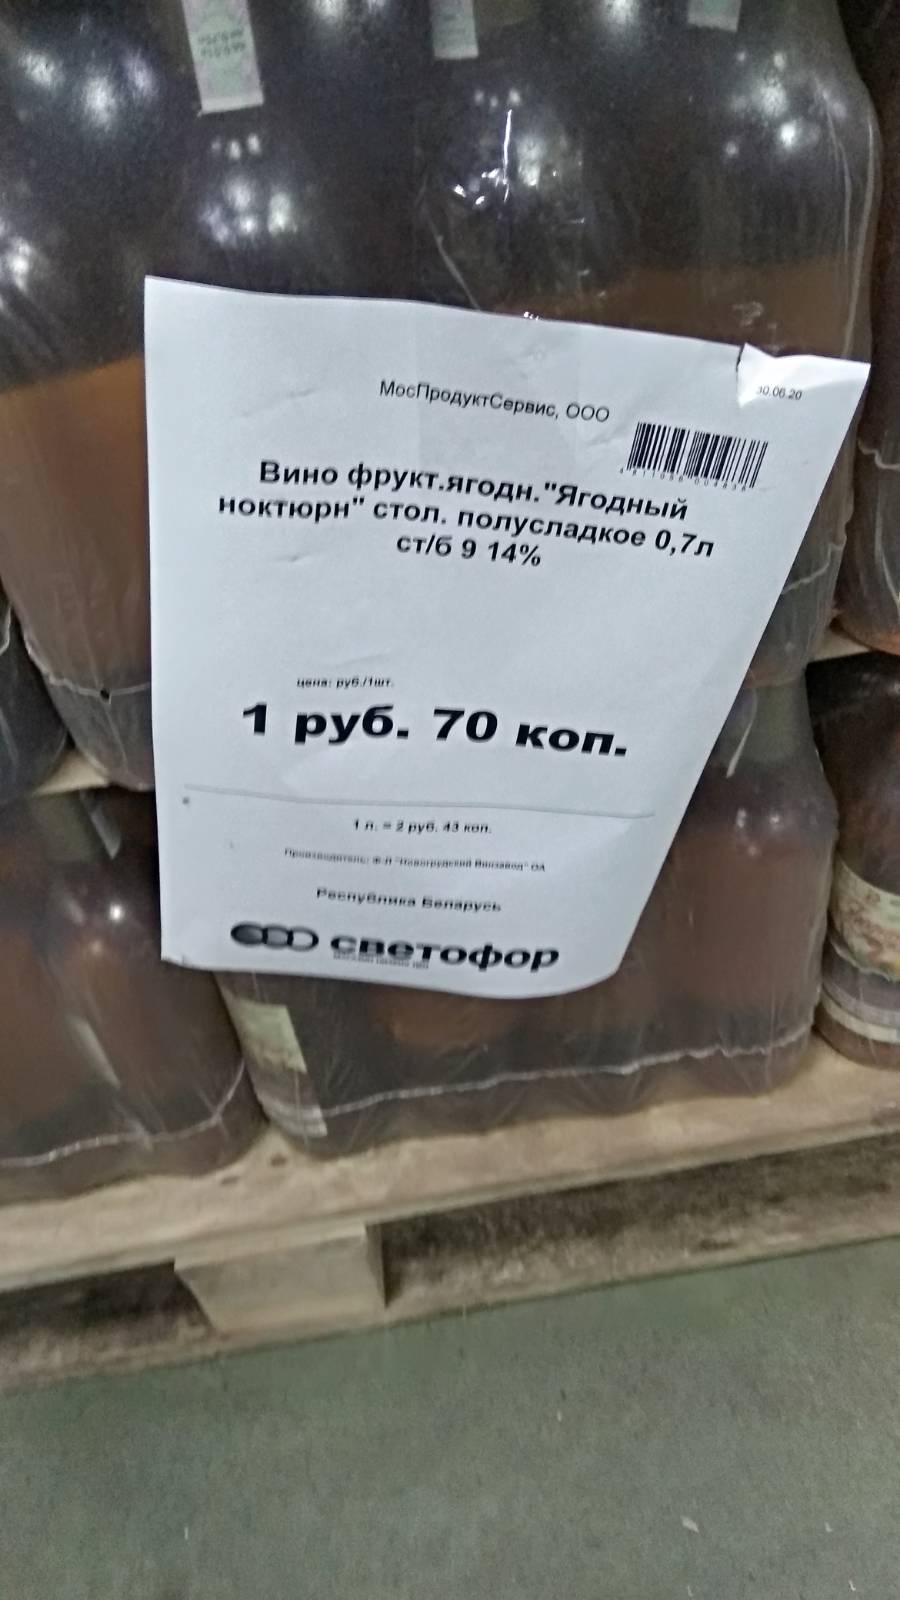 МосПродуктСервис, ООО
30.06.20
Вино фрукт.ягодн."Ягодный
ноктюрн" стол. полусладкое 0,7л
ст/б 9 14%
цена: руб./1шт.
1 руб. 70 коп.
1 л. = 2 руб. 43 коп.
Производитель: Ф-л "Новогрудский Винзавод" ОА
Республика Беларусь
светофор